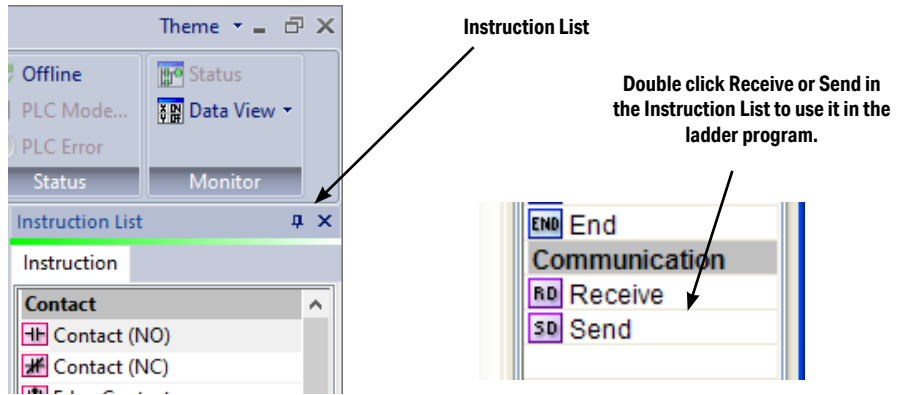 Theme
Offline
Status
PLC Mode...
Data View
PLC Error
Status
Monitor
Instruction List
Instruction
Contact
Contact (NO)
Contact (NC)
Instruction List
Double click Receive or Send in
the Instruction List to use it in the
ladder program.
END End
Communication
RD Receive
SD Send